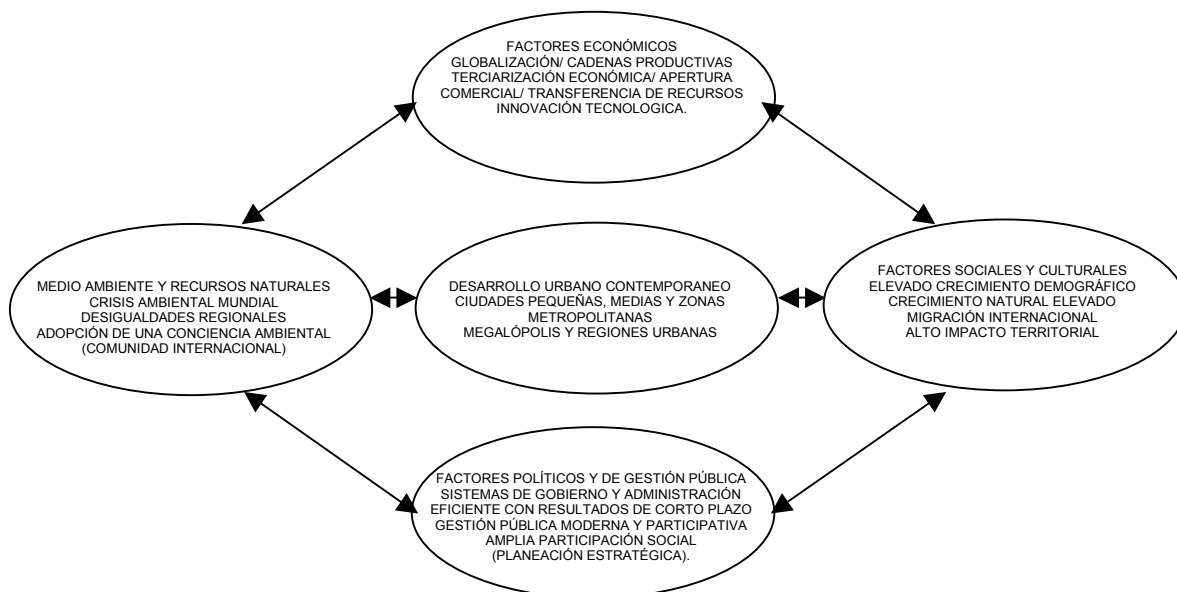 FACTORES ECONÓMICOS
GLOBALIZACIÓN/ CADENAS PRODUCTIVAS
TERCIARIZACIÓN ECONÓMICA/ APERTURA
COMERCIAL/ TRANSFERENCIA DE RECURSOS
INNOVACIÓN TECNOLOGICA.
MEDIO AMBIENTE Y RECURSOS NATURALES
CRISIS AMBIENTAL MUNDIAL
DESIGUALDADES REGIONALES
ADOPCIÓN DE UNA CONCIENCIA AMBIENTAL
(COMUNIDAD INTERNACIONAL)
DESARROLLO URBANO CONTEMPORANEO
CIUDADES PEQUEÑAS, MEDIAS Y ZONAS
METROPOLITANAS
MEGALÓPOLIS Y REGIONES URBANAS
FACTORES SOCIALES Y CULTURALES
ELEVADO CRECIMIENTO DEMOGRÁFICO
CRECIMIENTO NATURAL ELEVADO
MIGRACIÓN INTERNACIONAL
ALTO IMPACTO TERRITORIAL
FACTORES POLÍTICOS Y DE GESTIÓN PÚBLICA
SISTEMAS DE GOBIERNO Y ADMINISTRACIÓN
EFICIENTE CON RESULTADOS DE CORTO PLAZO
GESTIÓN PÚBLICA MODERNA Y PARTICIPATIVA
AMPLIA PARTICIPACIÓN SOCIAL
(PLANEACIÓN ESTRATÉGICA).